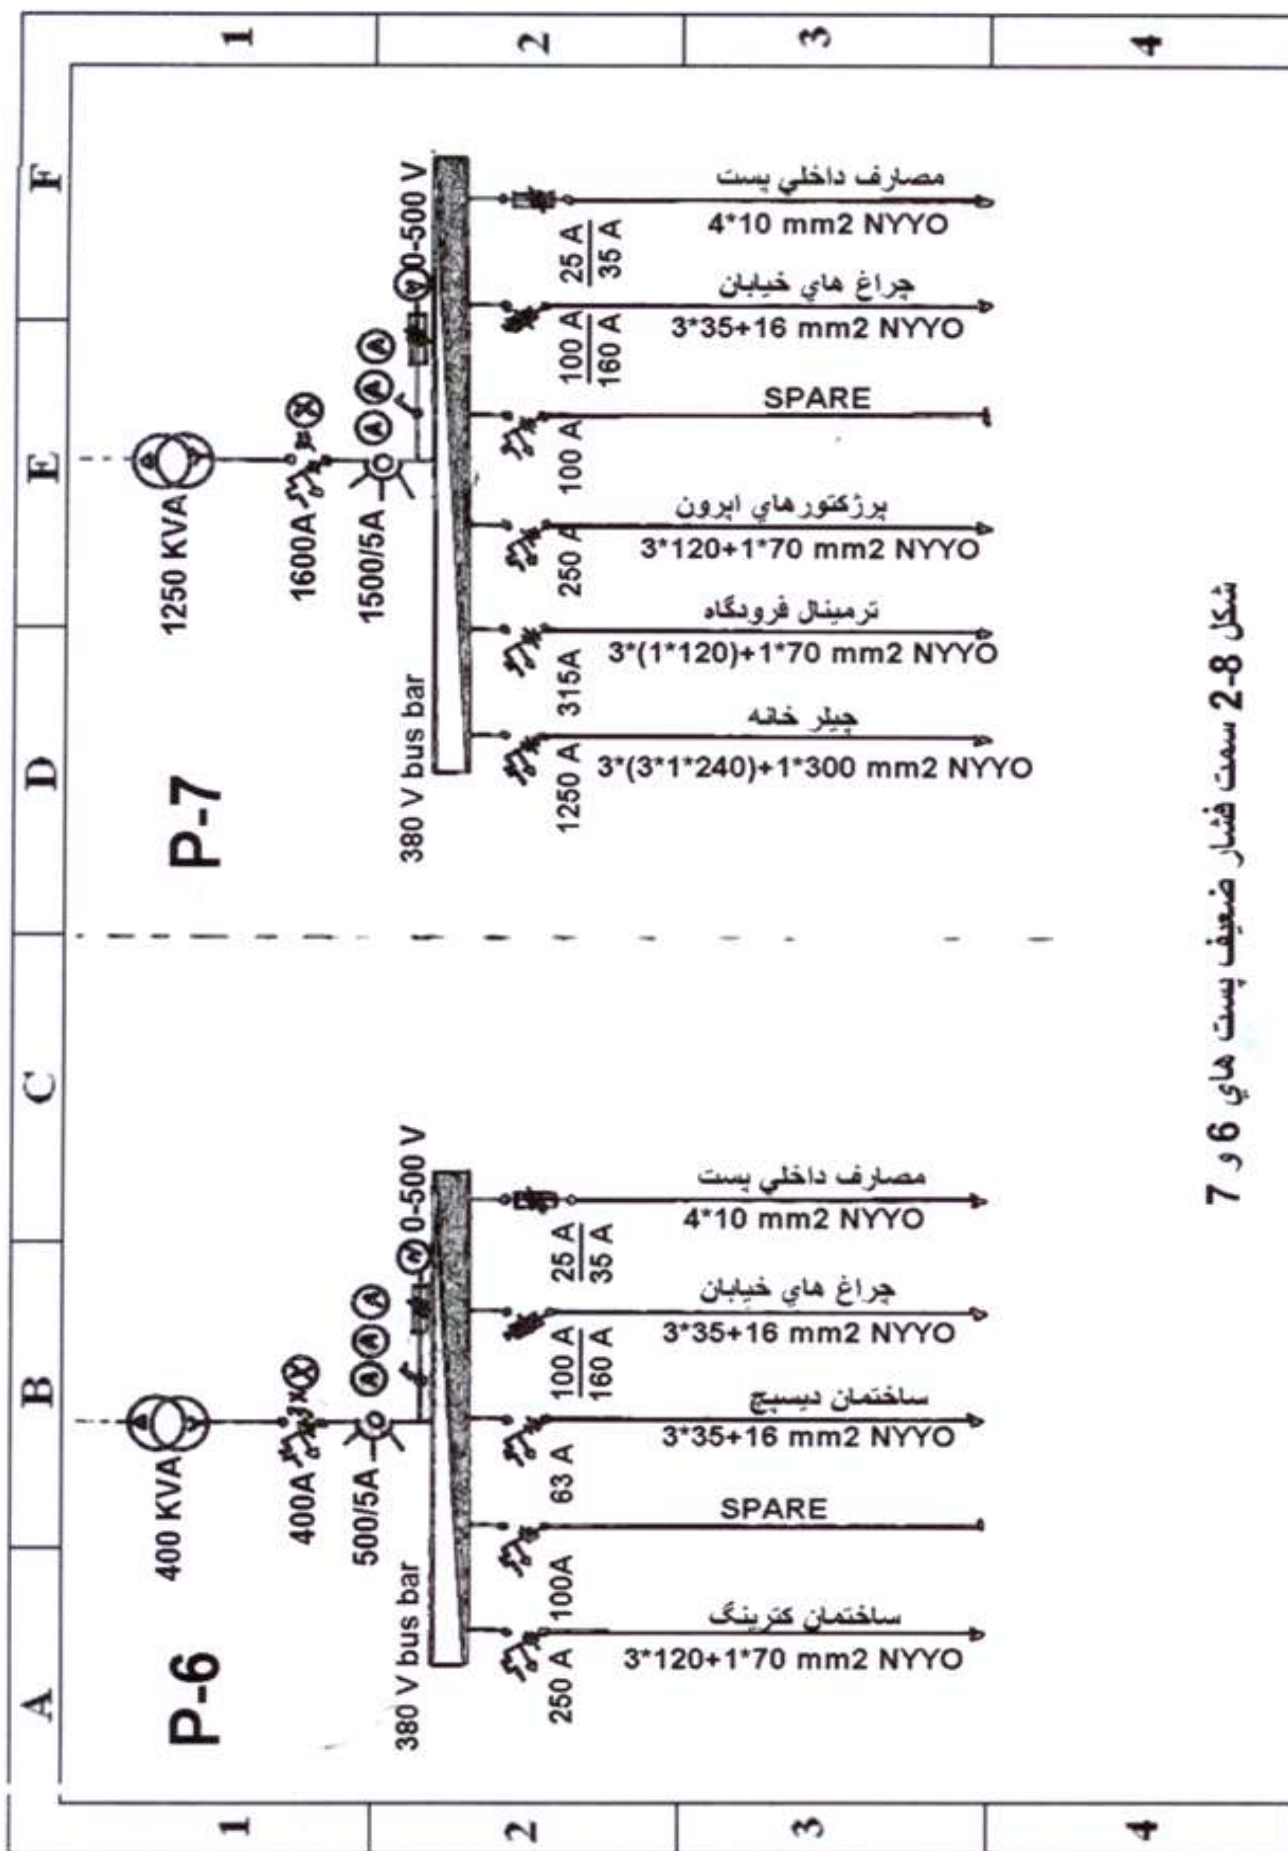 A B C D E F
1
2
3
4
P-6
400 KVA
400A
3x X
500/5A
A A A
0-500 V
380 V bus bar
250 A
ساختمان كترينگ
3*120+1*70 mm2 NYYO
100A
SPARE
63 A
ساختمان ديسپچ
3*35+16 mm2 NYYO
100 A
160 A
چراغ هاي خيابان
3*35+16 mm2 NYYO
25 A
35 A
مصارف داخلي پست
4*10 mm2 NYYO
P-7
1250 KVA
1600A
X
1500/5A
A A A
0-500 V
380 V bus bar
1250 A
چيلر خانه
3*(3*1*240)+1*300 mm2 NYYO
315A
ترمينال فرودگاه
3*(1*120)+1*70 mm2 NYYO
250 A
پرژكتورهاي اپرون
3*120+1*70 mm2 NYYO
100 A
SPARE
100 A
160 A
چراغ هاي خيابان
3*35+16 mm2 NYYO
25 A
35 A
مصارف داخلي پست
4*10 mm2 NYYO
شكل 8-2 سمت فشار ضعيف پست هاي 6 و 7
1
2
3
4